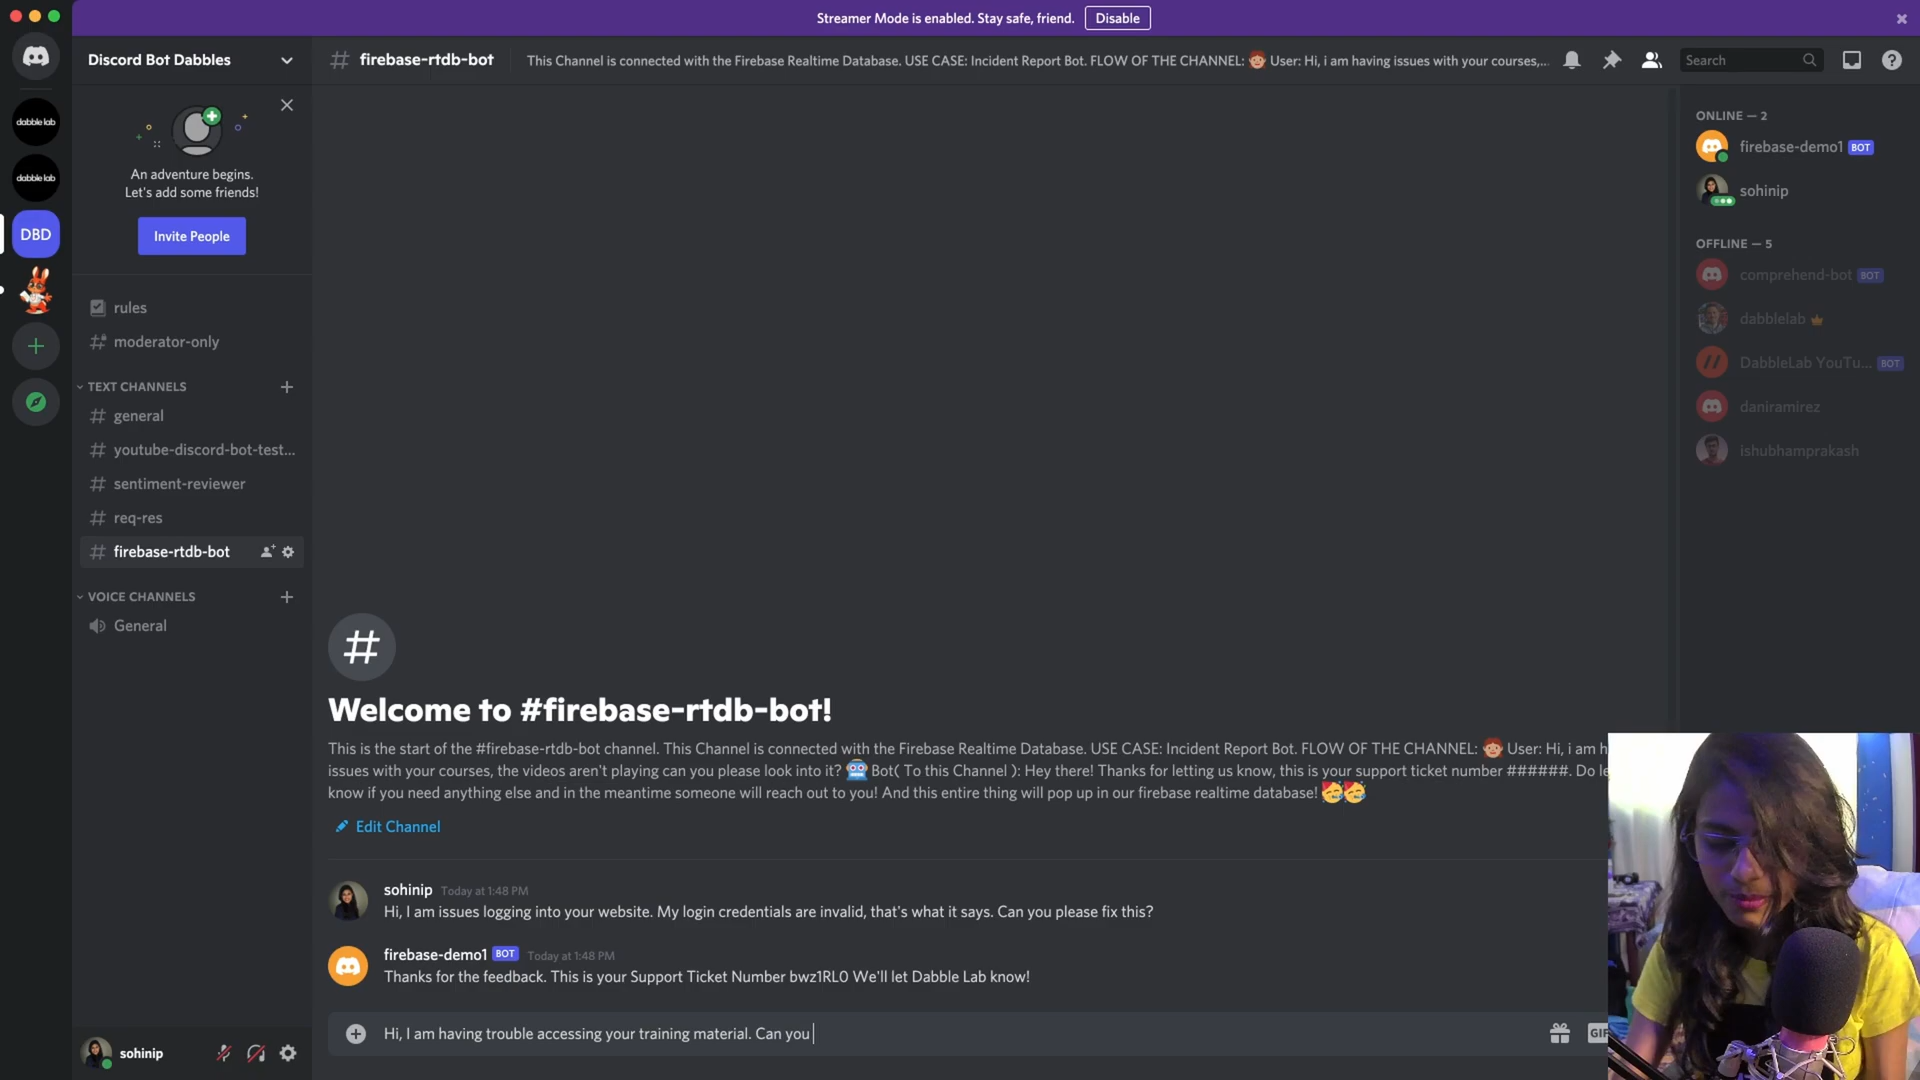 Streamer Mode is enabled. Stay safe, friend. Disable
Discord Bot Dabbles
# firebase-rtdb-bot
This Channel is connected with the Firebase Realtime Database. USE CASE: Incident Report Bot. FLOW OF THE CHANNEL: 👨‍🦰 User: Hi, i am having issues with your courses,...
Search
dabble lab
dabble lab
DBD
An adventure begins.
Let's add some friends!
Invite People
rules
moderator-only
TEXT CHANNELS
general
youtube-discord-bot-test...
sentiment-reviewer
req-res
firebase-rtdb-bot
VOICE CHANNELS
General
sohinip
Welcome to #firebase-rtdb-bot!
This is the start of the #firebase-rtdb-bot channel. This Channel is connected with the Firebase Realtime Database. USE CASE: Incident Report Bot. FLOW OF THE CHANNEL: 👨‍🦰 User: Hi, i am h
issues with your courses, the videos aren't playing can you please look into it? 🤖 Bot( To this Channel ): Hey there! Thanks for letting us know, this is your support ticket number ######. Do le
know if you need anything else and in the meantime someone will reach out to you! And this entire thing will pop up in our firebase realtime database! 🥳🥳
Edit Channel
sohinip Today at 1:48 PM
Hi, I am issues logging into your website. My login credentials are invalid, that's what it says. Can you please fix this?
firebase-demo1 BOT Today at 1:48 PM
Thanks for the feedback. This is your Support Ticket Number bwz1RL0 We'll let Dabble Lab know!
Hi, I am having trouble accessing your training material. Can you
GIF
ONLINE — 2
firebase-demo1 BOT
sohinip
OFFLINE — 5
comprehend-bot BOT
dabblelab
DabbleLab YouTu... BOT
daniramirez
ishubhamprakash